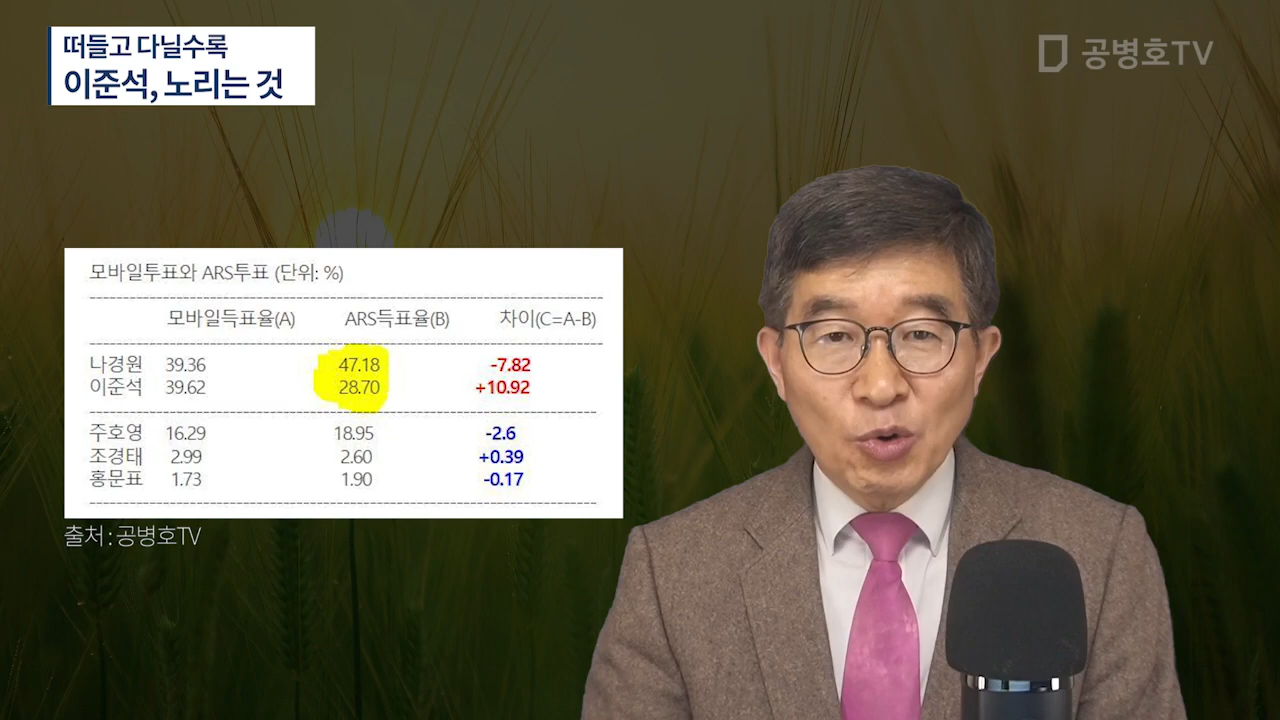 떠들고 다닐수록
이준석, 노리는 것
공병호TV
모바일투표와 ARS투표 (단위: %)
모바일득표율(A) ARS득표율(B) 차이(C=A-B)
나경원 39.36 47.18 -7.82
이준석 39.62 28.70 +10.92
주호영 16.29 18.95 -2.6
조경태 2.99 2.60 +0.39
홍문표 1.73 1.90 -0.17
출처 : 공병호TV